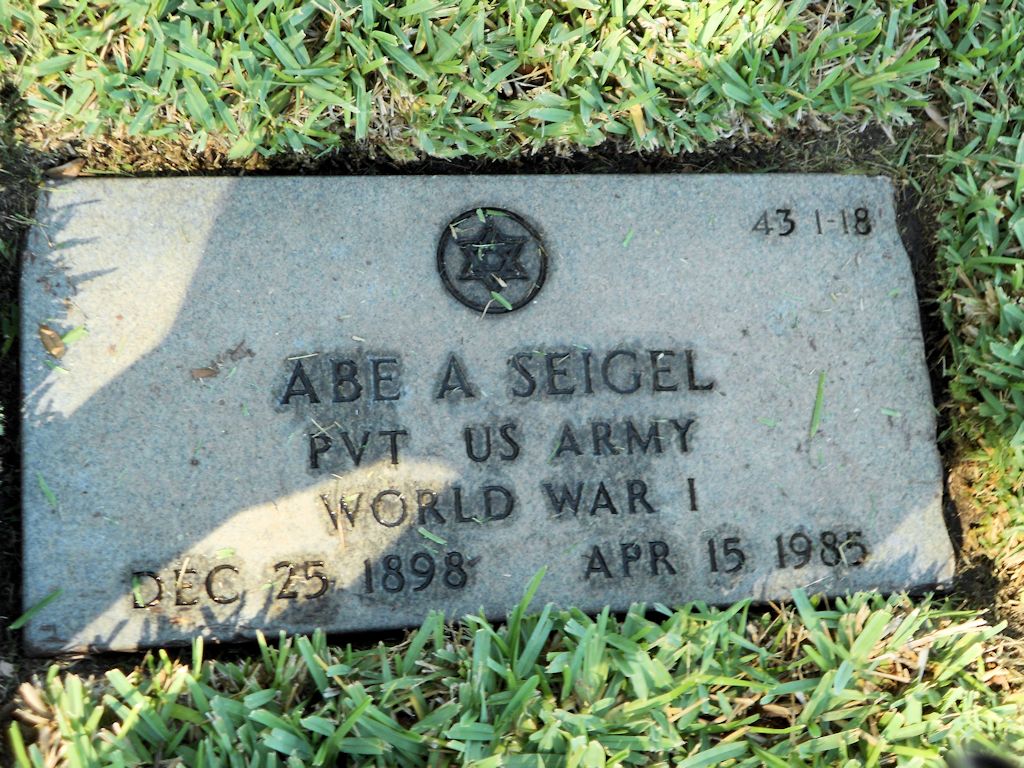 43 1-18
ABE A SEIGEL
PVT US ARMY
WORLD WAR I
DEC 25 1898 APR 15 1985